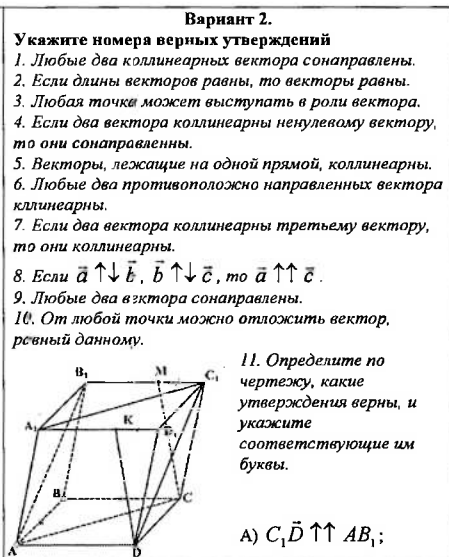 Вариант 2.
Укажите номера верных утверждений
1. Любые два коллинеарных вектора сонаправлены.
2. Если длины векторов равны, то векторы равны.
3. Любая точка может выступать в роли вектора.
4. Если два вектора коллинеарны ненулевому вектору,
то они сонаправленны.
5. Векторы, лежащие на одной прямой, коллинеарны.
6. Любые два противоположно направленных вектора
кллинеарны.
7. Если два вектора коллинеарны третьему вектору,
то они коллинеарны.
8. Если a⃗ ↑↓ b⃗, b⃗ ↑↓ c⃗, то a⃗ ↑↑ c⃗.
9. Любые два вектора сонаправлены.
10. От любой точки можно отложить вектор,
равный данному.
11. Определите по
чертежу, какие
утверждения верны, и
укажите
соответствующие им
буквы.
B₁ M C₁
A₁ K
B C
A D
А) C₁D⃗ ↑↑ AB₁;